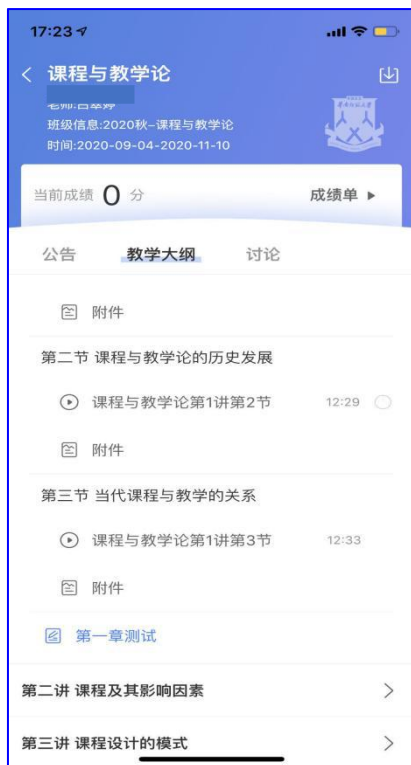 17:23
课程与教学论
班级信息:2020秋-课程与教学论
时间:2020-09-04-2020-11-10
当前成绩 0 分 成绩单
公告 教学大纲 讨论
附件
第二节 课程与教学论的历史发展
课程与教学论第1讲第2节 12:29
附件
第三节 当代课程与教学的关系
课程与教学论第1讲第3节 12:33
附件
第一章测试
第二讲 课程及其影响因素
第三讲 课程设计的模式